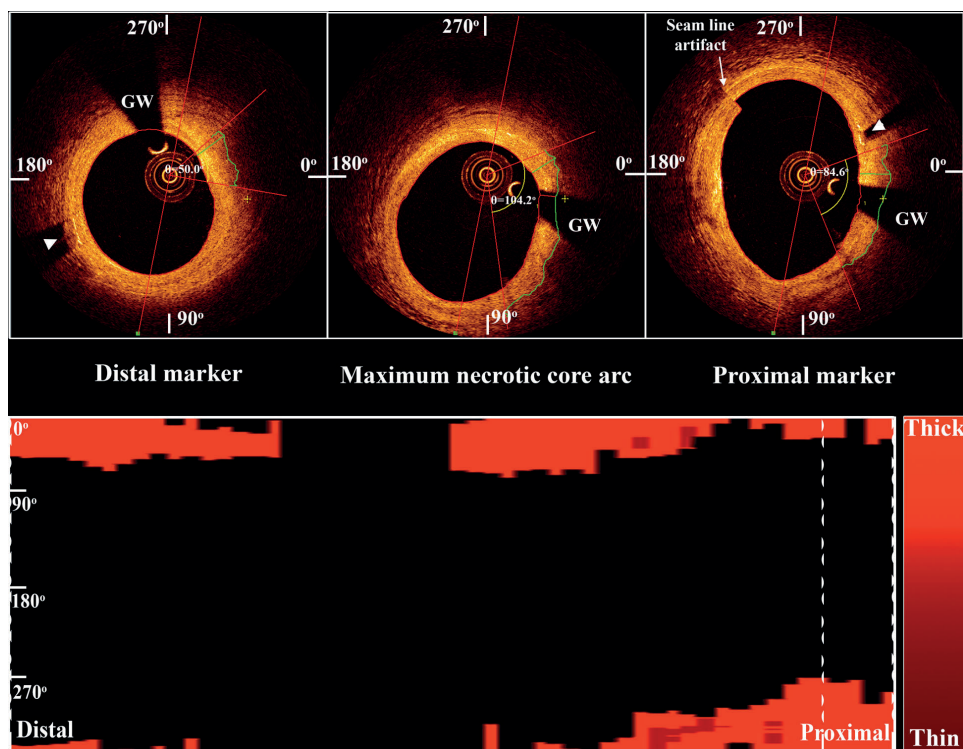 270°
GW
180°
θ=50.0°
0°
90°
270°
θ=104.2°
GW
90°
Seam line
artifact
270°
180°
θ=84.6°
0°
GW
90°
Distal marker
Maximum necrotic core arc
Proximal marker
0°
90°
180°
270°
Distal
Proximal
Thick
Thin